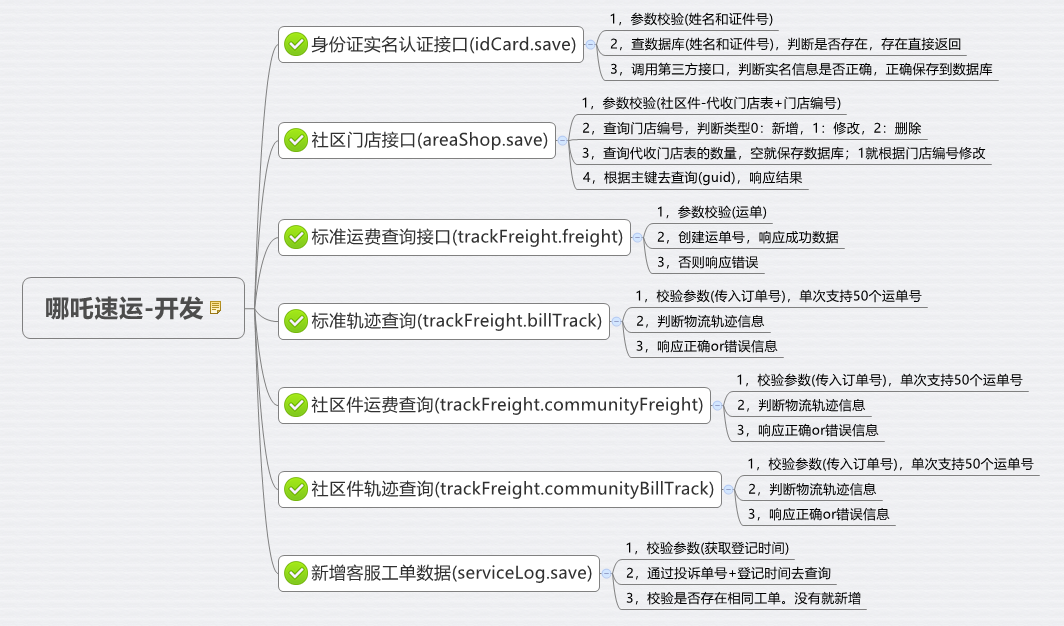 哪吒速运-开发
身份证实名认证接口(idCard.save)
1，参数校验(姓名和证件号)
2，查数据库(姓名和证件号)，判断是否存在，存在直接返回
3，调用第三方接口，判断实名信息是否正确，正确保存到数据库
社区门店接口(areaShop.save)
1，参数校验(社区件-代收门店表+门店编号)
2，查询门店编号，判断类型0：新增，1：修改，2：删除
3，查询代收门店表的数量，空就保存数据库；1就根据门店编号修改
4，根据主键去查询(guid)，响应结果
标准运费查询接口(trackFreight.freight)
1，参数校验(运单)
2，创建运单号，响应成功数据
3，否则响应错误
标准轨迹查询(trackFreight.billTrack)
1，校验参数(传入订单号)，单次支持50个运单号
2，判断物流轨迹信息
3，响应正确or错误信息
社区件运费查询(trackFreight.communityFreight)
1，校验参数(传入订单号)，单次支持50个运单号
2，判断物流轨迹信息
3，响应正确or错误信息
社区件轨迹查询(trackFreight.communityBillTrack)
1，校验参数(传入订单号)，单次支持50个运单号
2，判断物流轨迹信息
3，响应正确or错误信息
新增客服工单数据(serviceLog.save)
1，校验参数(获取登记时间)
2，通过投诉单号+登记时间去查询
3，校验是否存在相同工单。没有就新增